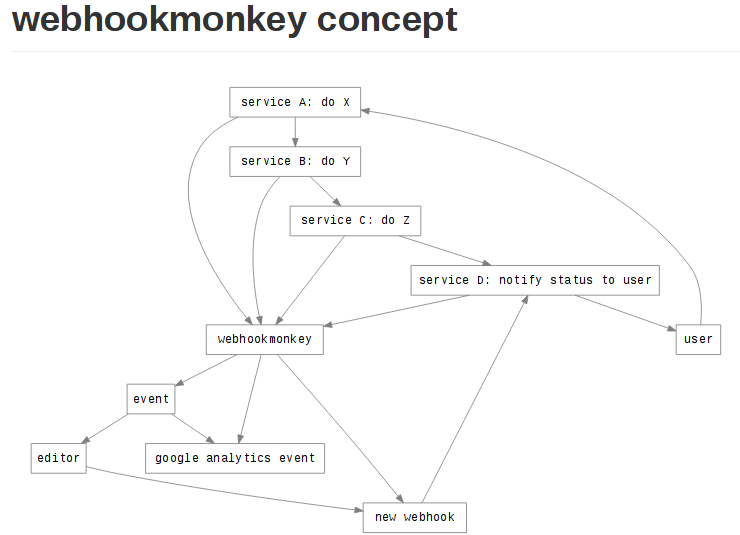 webhookmonkey concept
service A: do X
service B: do Y
service C: do Z
service D: notify status to user
webhookmonkey
user
event
editor
google analytics event
new webhook